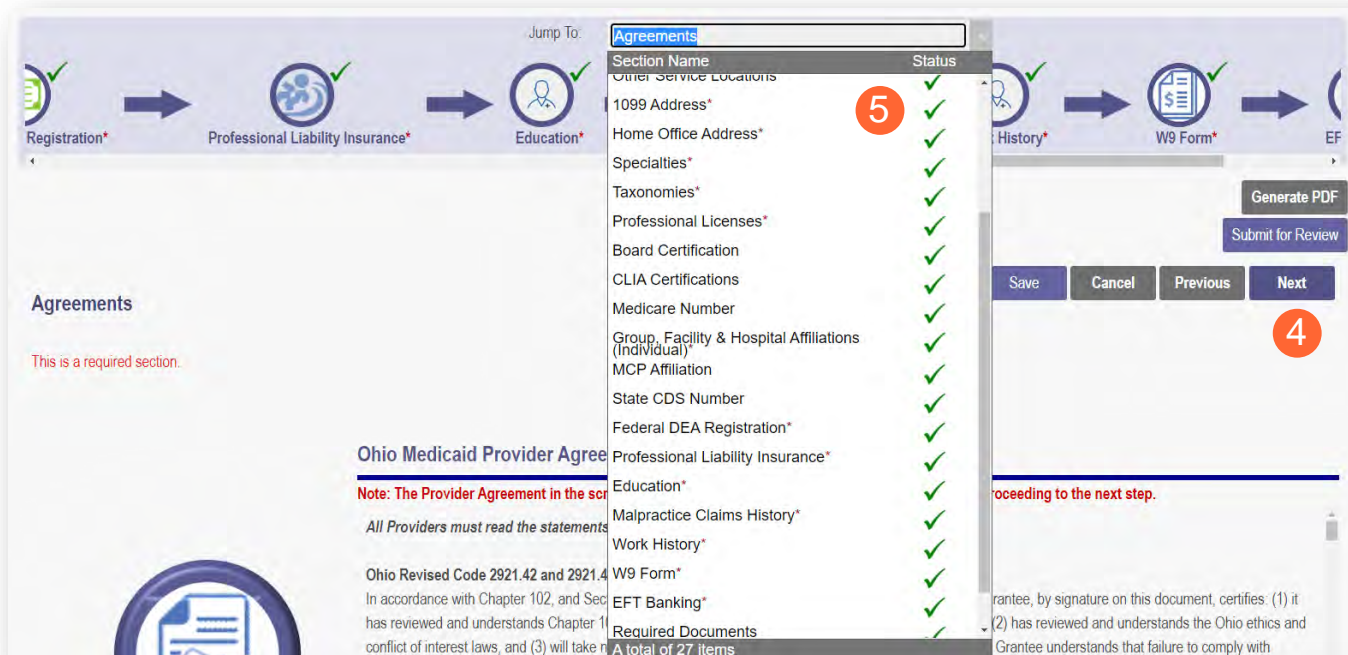 Jump To:
Agreements
Section Name Status
Other Service Locations
1099 Address*
Home Office Address*
Specialties*
Taxonomies*
Professional Licenses*
Board Certification
CLIA Certifications
Medicare Number
Group, Facility & Hospital Affiliations
(Individual)*
MCP Affiliation
State CDS Number
Federal DEA Registration*
Professional Liability Insurance*
Education*
Malpractice Claims History*
Work History*
W9 Form*
EFT Banking*
Required Documents
A total of 27 items
5
Registration*
Professional Liability Insurance*
Education*
History*
W9 Form*
EF
Generate PDF
Submit for Review
Save
Cancel
Previous
Next
4
Agreements
This is a required section.
Ohio Medicaid Provider Agree
Note: The Provider Agreement in the scr
oceeding to the next step.
All Providers must read the statements
Ohio Revised Code 2921.42 and 2921.4
In accordance with Chapter 102, and Sec
rantee, by signature on this document, certifies: (1) it
has reviewed and understands Chapter 1
(2) has reviewed and understands the Ohio ethics and
conflict of interest laws, and (3) will take n
Grantee understands that failure to comply with